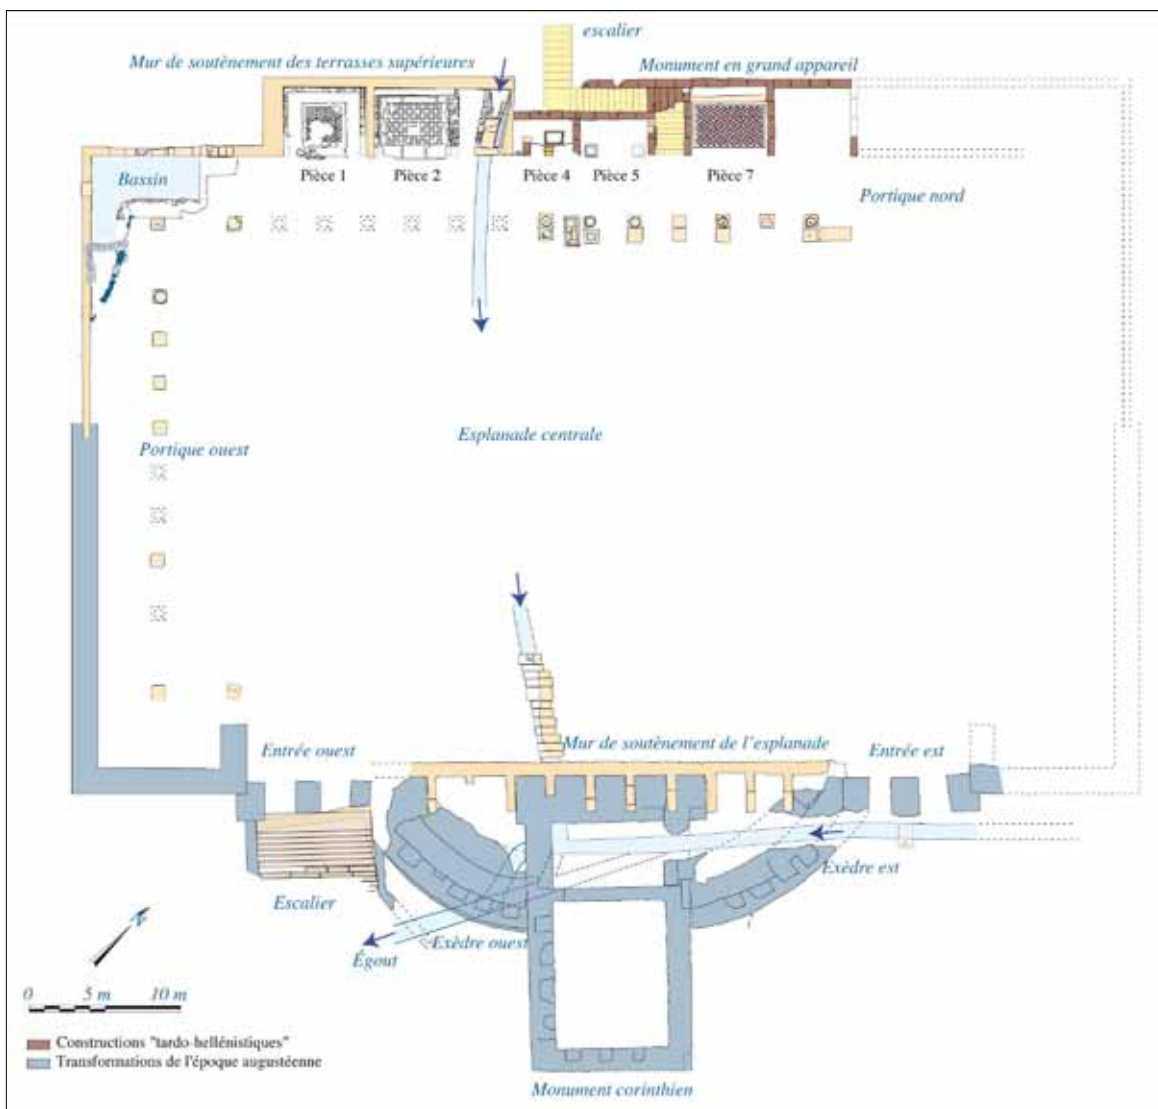 escalier
Mur de soutènement des terrasses supérieures
Monument en grand appareil
Bassin
Pièce 1
Pièce 2
Pièce 4
Pièce 5
Pièce 7
Portique nord
Portique ouest
Esplanade centrale
Entrée ouest
Mur de soutènement de l'esplanade
Entrée est
Exèdre est
Escalier
Exèdre ouest
Égout
N
0 5 m 10 m
Constructions "tardo-hellénistiques"
Transformations de l'époque augustéenne
Monument corinthien